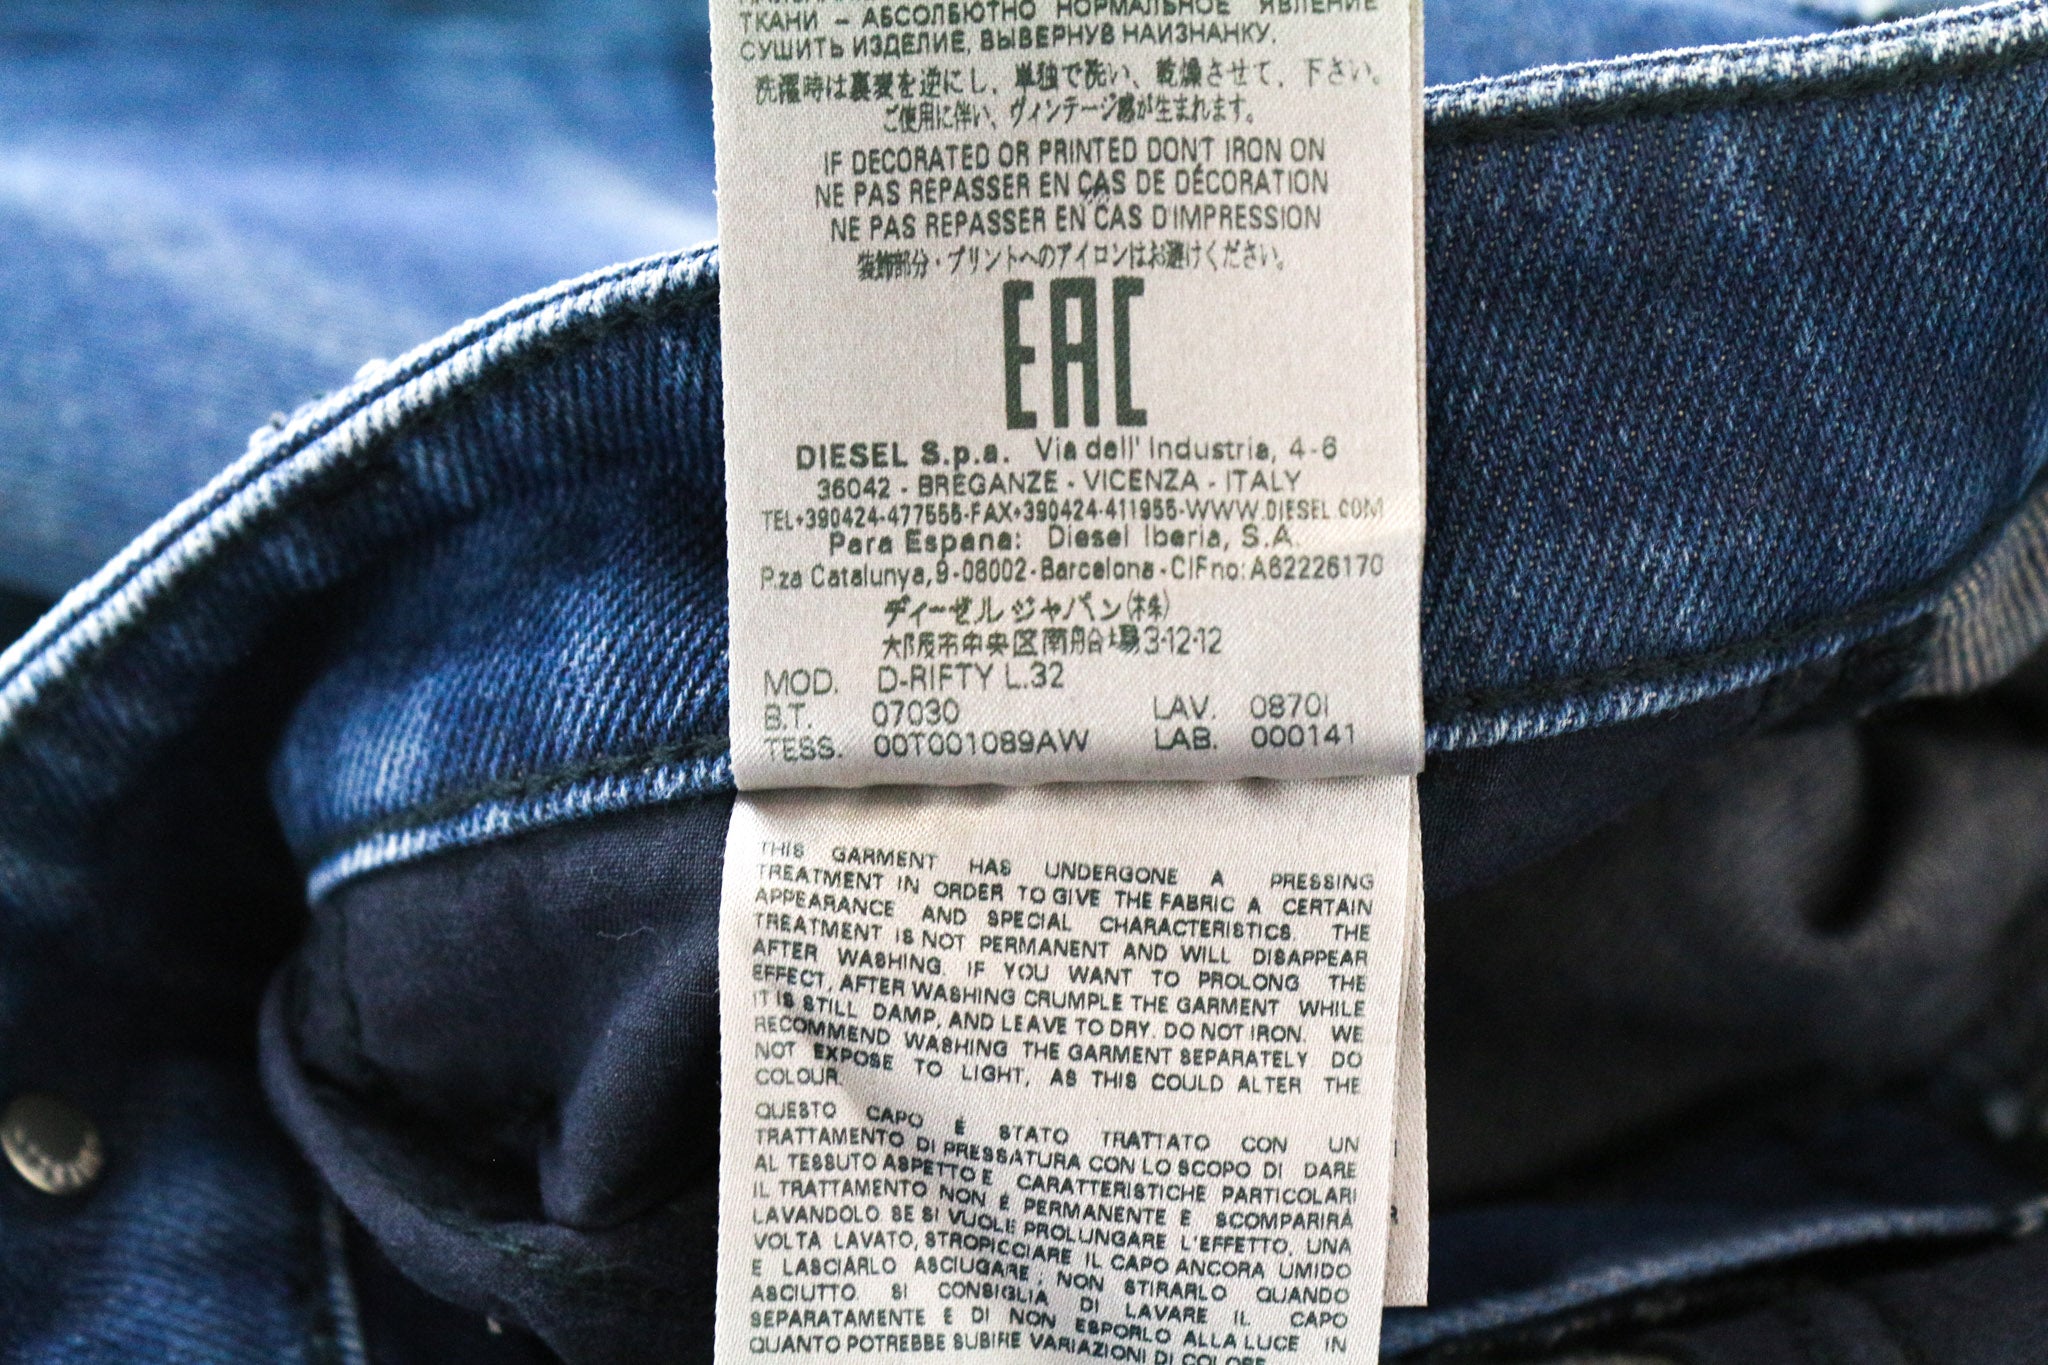 ТКАНИ – АБСОЛБЮТНО НОРМАЛЬНОЕ ЯВЛЕНИЕ
СУШИТЬ ИЗДЕЛИЕ, ВЫВЕРНУВ НАИЗНАНКУ.
洗濯時は裏表を逆にし、単独で洗い、乾燥させて、下さい。
ご使用に伴い、ヴィンテージ感が生まれます。
IF DECORATED OR PRINTED DON'T IRON ON
NE PAS REPASSER EN CAS DE DÉCORATION
NE PAS REPASSER EN CAS D'IMPRESSION
装飾部分・プリントへのアイロンはお避けください。
EAC
DIESEL S.p.a. Via dell' Industria, 4-6
36042 - BREGANZE - VICENZA - ITALY
TEL+390424-477555-FAX+390424-411955-WWW.DIESEL.COM
Para Espana: Diesel Iberia, S.A.
P.za Catalunya,9-08002-Barcelona-CIFno:A62226170
ディーゼル ジャパン(株)
大阪市中央区南船場3-12-12
MOD. D-RIFTY L.32
B.T. 07030 LAV. 0870I
TESS. 00T001089AW LAB. 000141
THIS GARMENT HAS UNDERGONE A PRESSING
TREATMENT IN ORDER TO GIVE THE FABRIC A CERTAIN
APPEARANCE AND SPECIAL CHARACTERISTICS. THE
TREATMENT IS NOT PERMANENT AND WILL DISAPPEAR
AFTER WASHING. IF YOU WANT TO PROLONG THE
EFFECT, AFTER WASHING CRUMPLE THE GARMENT WHILE
IT IS STILL DAMP, AND LEAVE TO DRY. DO NOT IRON. WE
RECOMMEND WASHING THE GARMENT SEPARATELY DO
NOT EXPOSE TO LIGHT, AS THIS COULD ALTER THE
COLOUR.
QUESTO CAPO É STATO TRATTATO CON UN
TRATTAMENTO DI PRESSATURA CON LO SCOPO DI DARE
AL TESSUTO ASPETTO E CARATTERISTICHE PARTICOLARI
IL TRATTAMENTO NON É PERMANENTE E SCOMPARIRÁ
LAVANDOLO. SE SI VUOLE PROLUNGARE L'EFFETTO, UNA
VOLTA LAVATO, STROPICCIARE IL CAPO ANCORA UMIDO
E LASCIARLO ASCIUGARE; NON STIRARLO QUANDO
ASCIUTTO. SI CONSIGLIA DI LAVARE IL CAPO
SEPARATAMENTE E DI NON ESPORLO ALLA LUCE IN
QUANTO POTREBBE SUBIRE VARIAZIONI DI COLORE